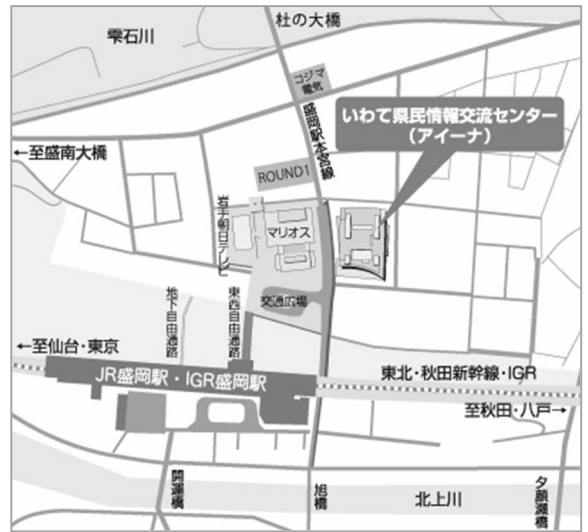 杜の大橋
雫石川
コジマ
電気
盛岡駅本宮線
いわて県民情報交流センター
(アイーナ)
←至盛南大橋
ROUND1
岩手朝日テレビ
マリオス
交通広場
地下自由通路
東西自由通路
←至仙台・東京
JR盛岡駅・IGR盛岡駅
東北・秋田新幹線・IGR
至秋田・八戸→
開運橋
旭橋
北上川
夕顔瀬橋